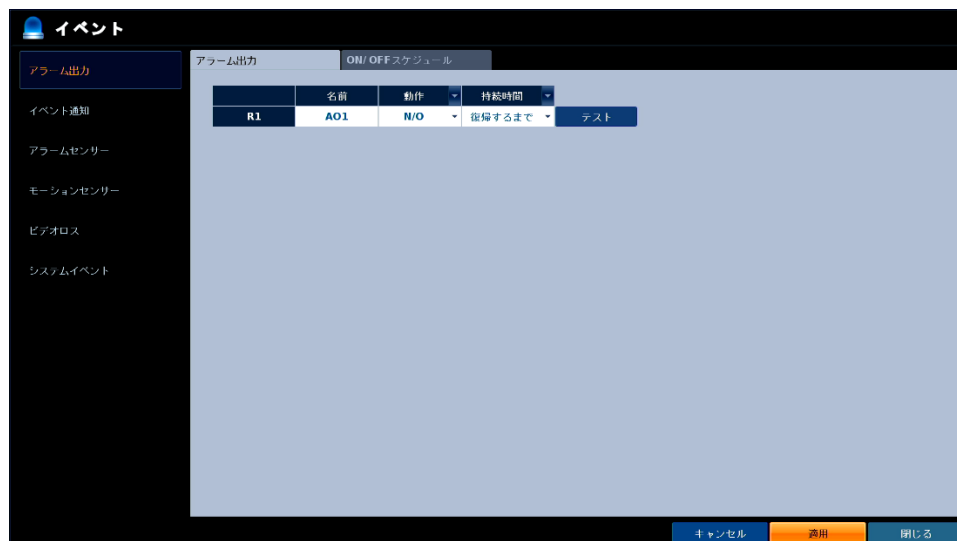 イベント
アラーム出力
イベント通知
アラームセンサー
モーションセンサー
ビデオロス
システムイベント
アラーム出力 ON/OFFスケジュール
名前 動作 持続時間
R1 AO1 N/O 復帰するまで テスト
キャンセル 適用 閉じる